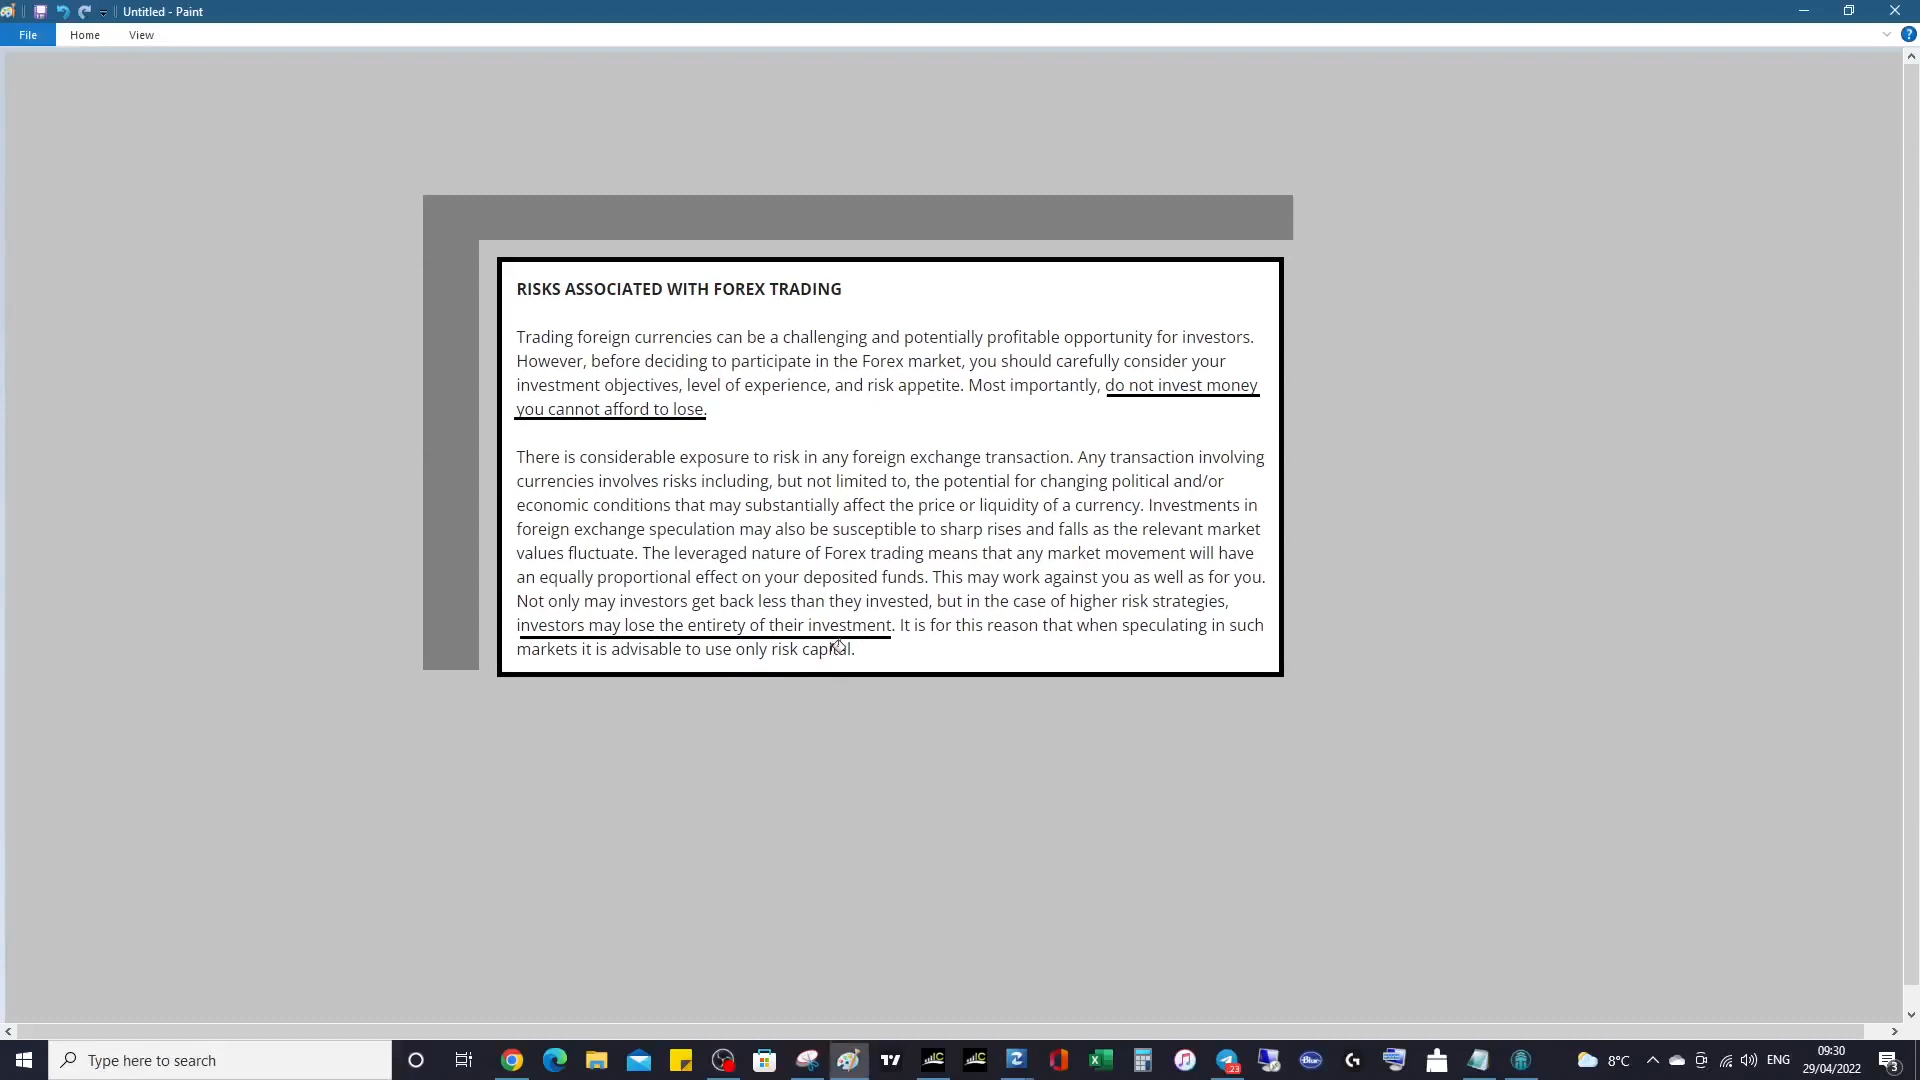 Untitled - Paint
File Home View
RISKS ASSOCIATED WITH FOREX TRADING
Trading foreign currencies can be a challenging and potentially profitable opportunity for investors.
However, before deciding to participate in the Forex market, you should carefully consider your
investment objectives, level of experience, and risk appetite. Most importantly, do not invest money
you cannot afford to lose.
There is considerable exposure to risk in any foreign exchange transaction. Any transaction involving
currencies involves risks including, but not limited to, the potential for changing political and/or
economic conditions that may substantially affect the price or liquidity of a currency. Investments in
foreign exchange speculation may also be susceptible to sharp rises and falls as the relevant market
values fluctuate. The leveraged nature of Forex trading means that any market movement will have
an equally proportional effect on your deposited funds. This may work against you as well as for you.
Not only may investors get back less than they invested, but in the case of higher risk strategies,
investors may lose the entirety of their investment. It is for this reason that when speculating in such
markets it is advisable to use only risk capital.
Type here to search
23
8°C
ENG
09:30
29/04/2022
3